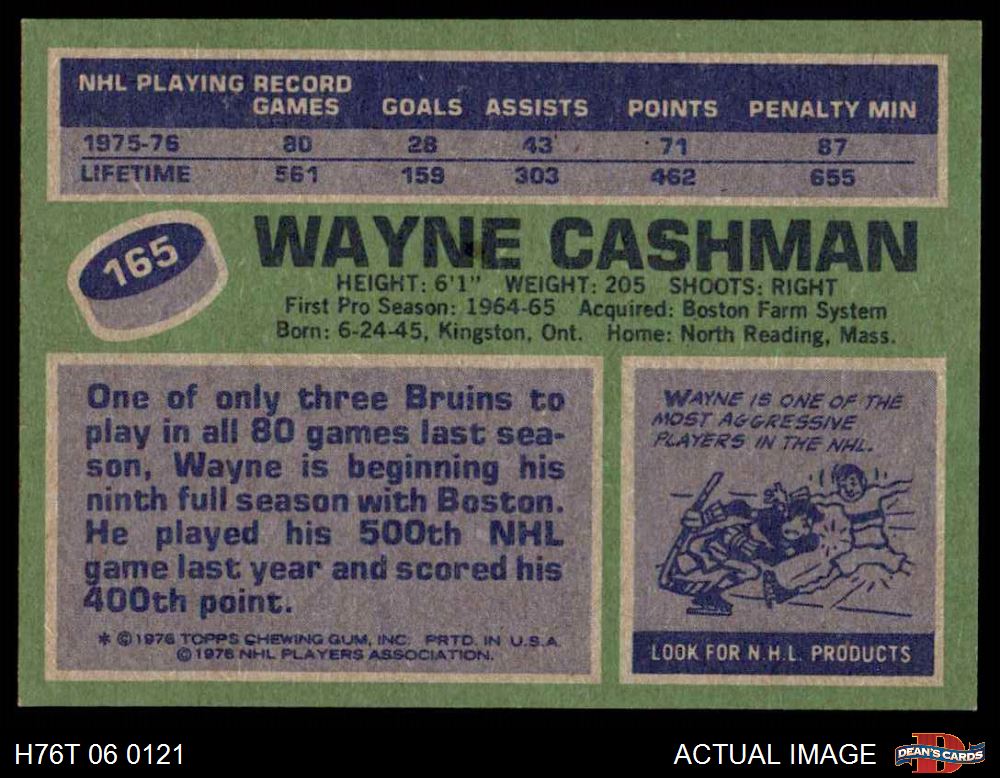 NHL PLAYING RECORD
GAMES GOALS ASSISTS POINTS PENALTY MIN
1975-76 80 28 43 71 87
LIFETIME 561 159 303 462 655
165
WAYNE CASHMAN
HEIGHT: 6'1" WEIGHT: 205 SHOOTS: RIGHT
First Pro Season: 1964-65 Acquired: Boston Farm System
Born: 6-24-45, Kingston, Ont. Home: North Reading, Mass.
One of only three Bruins to
play in all 80 games last sea-
son, Wayne is beginning his
ninth full season with Boston.
He played his 500th NHL
game last year and scored his
400th point.
* © 1976 TOPPS CHEWING GUM, INC. PRTD. IN U.S.A.
© 1976 NHL PLAYERS ASSOCIATION.
WAYNE IS ONE OF THE
MOST AGGRESSIVE
PLAYERS IN THE NHL.
LOOK FOR N.H.L. PRODUCTS
H76T 06 0121
ACTUAL IMAGE
DEAN'S CARDS